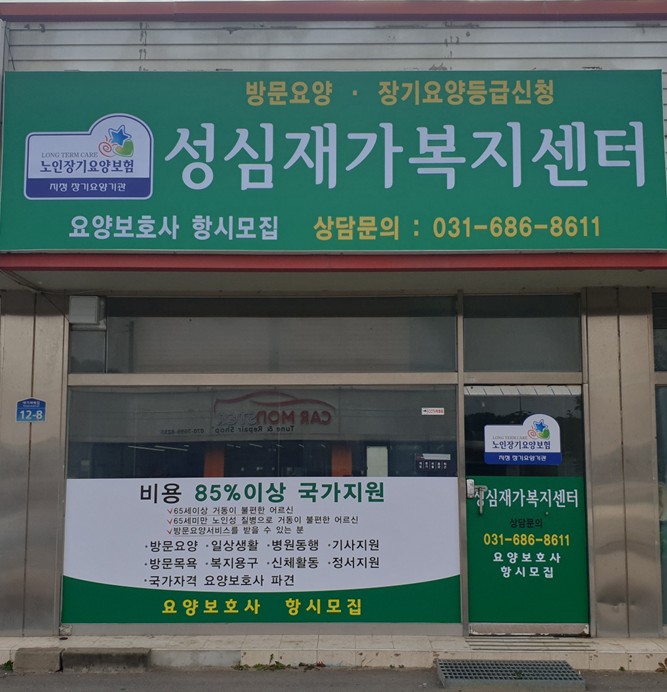 방문요양 · 장기요양등급신청
LONG TERM CARE
노인장기요양보험
지정 장기요양기관
성심재가복지센터
요양보호사 항시모집 상담문의 : 031-686-8611
12-8
CAR MON
Tune & Repair Shop
비용 85%이상 국가지원
√65세이상 거동이 불편한 어르신
√65세미만 노인성 질병으로 거동이 불편한 어르신
√방문요양서비스를 받을 수 있는 분
·방문요양 ·일상생활 ·병원동행 ·기사지원
·방문목욕 ·복지용구 ·신체활동 ·정서지원
·국가자격 요양보호사 파견
요양보호사 항시모집
LONG TERM CARE
노인장기요양보험
지정 장기요양기관
성심재가복지센터
상담문의
031-686-8611
요양보호사
항시모집